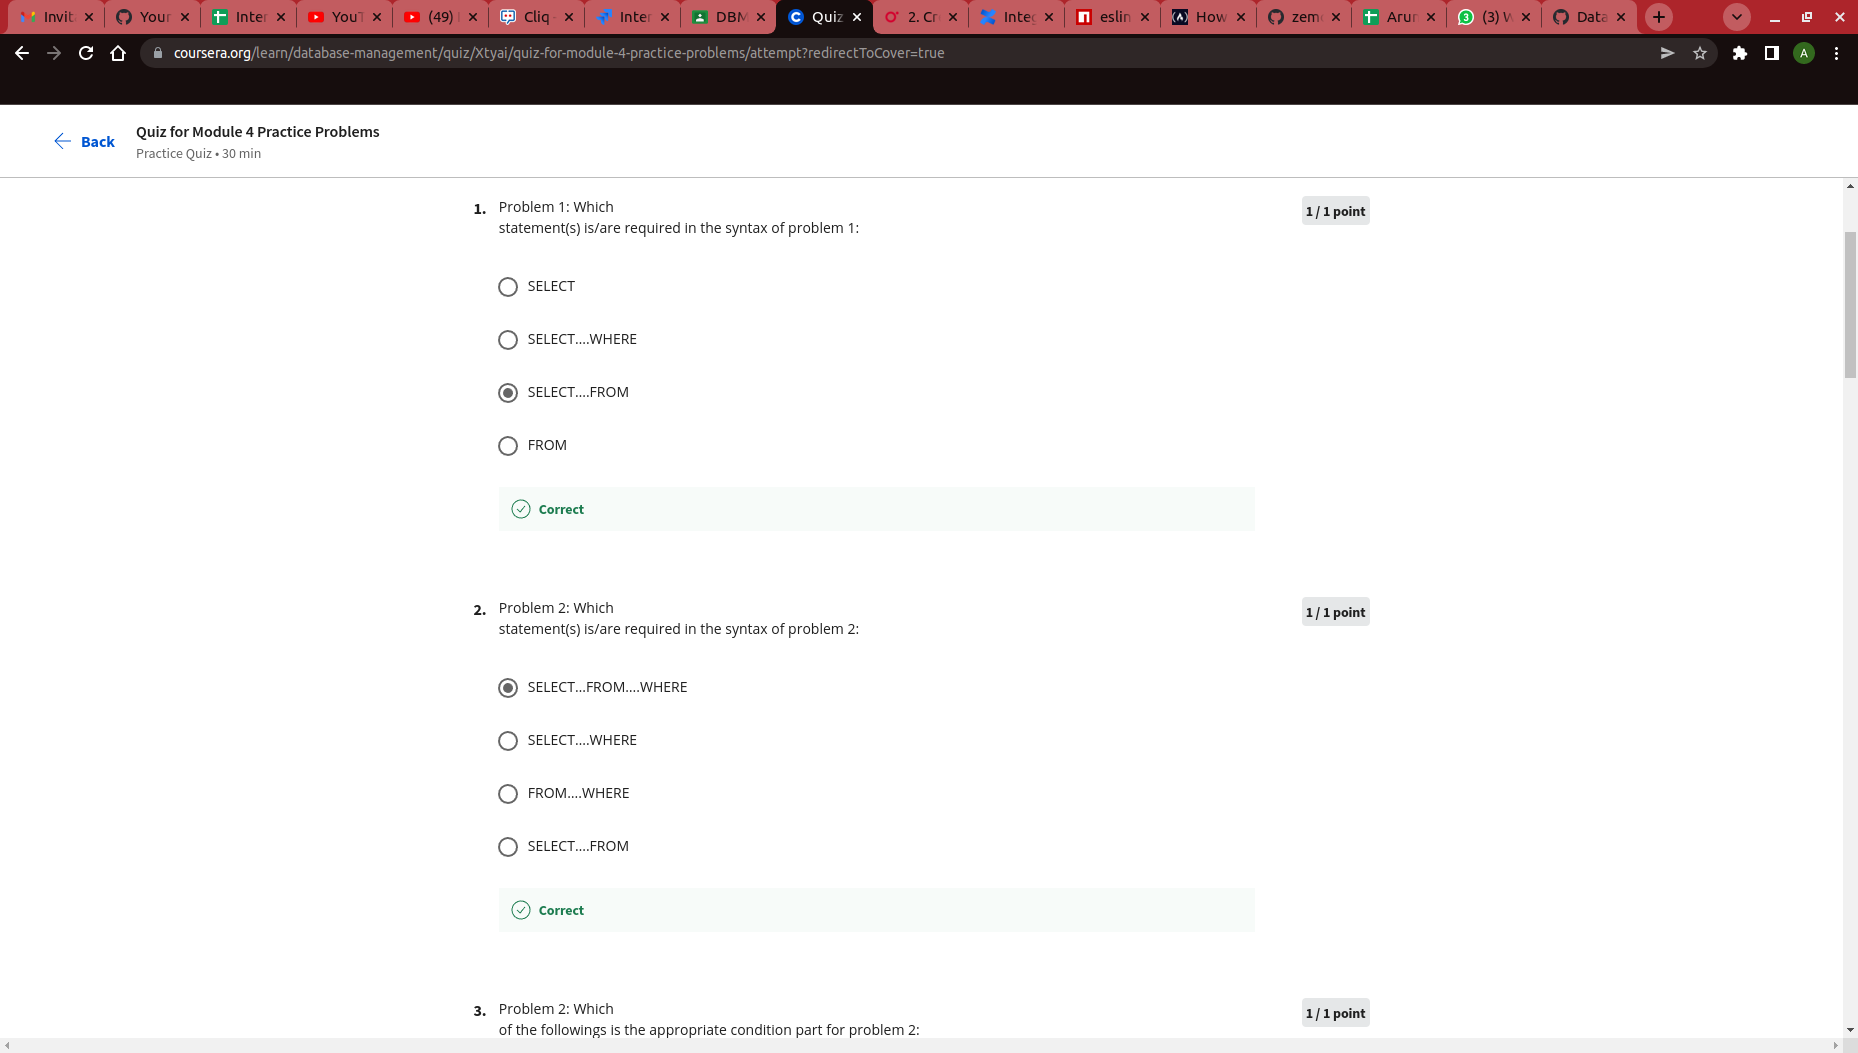 Invit
Your
Inter
YouT
(49)
Cliq
Inter
DBM
Quiz
2. Cr
Integ
eslin
How
zem
Arun
3
(3) W
Data
coursera.org/learn/database-management/quiz/Xtyai/quiz-for-module-4-practice-problems/attempt?redirectToCover=true
A
Back
Quiz for Module 4 Practice Problems
Practice Quiz • 30 min
1. Problem 1: Which
statement(s) is/are required in the syntax of problem 1:
1 / 1 point
SELECT
SELECT....WHERE
SELECT....FROM
FROM
Correct
2. Problem 2: Which
statement(s) is/are required in the syntax of problem 2:
1 / 1 point
SELECT...FROM....WHERE
SELECT....WHERE
FROM....WHERE
SELECT....FROM
Correct
3. Problem 2: Which
of the followings is the appropriate condition part for problem 2:
1 / 1 point